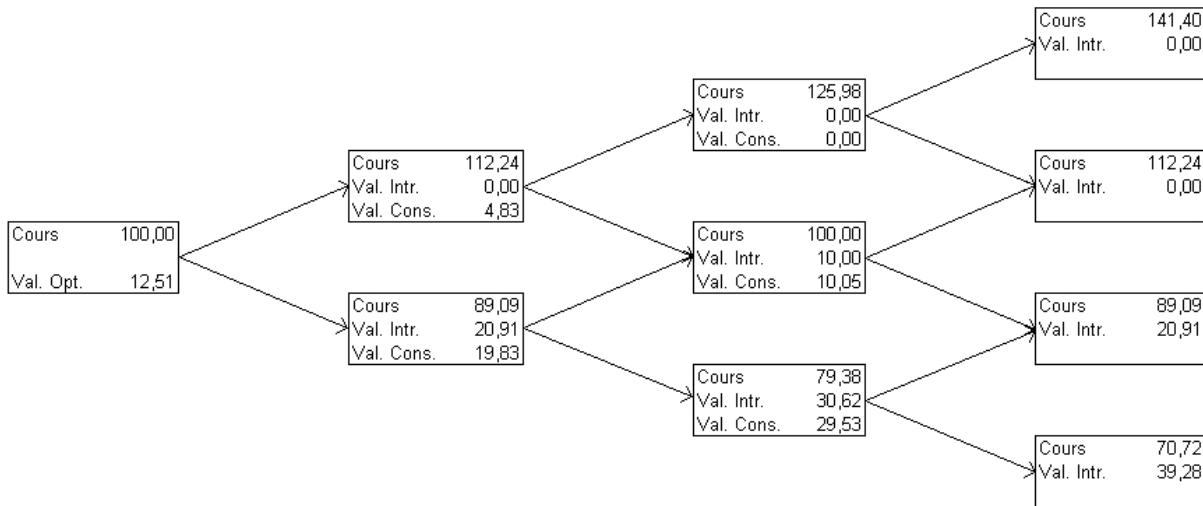 Cours 100,00
Val. Opt. 12,51
Cours 112,24
Val. Intr. 0,00
Val. Cons. 4,83
Cours 89,09
Val. Intr. 20,91
Val. Cons. 19,83
Cours 125,98
Val. Intr. 0,00
Val. Cons. 0,00
Cours 100,00
Val. Intr. 10,00
Val. Cons. 10,05
Cours 79,38
Val. Intr. 30,62
Val. Cons. 29,53
Cours 141,40
Val. Intr. 0,00
Cours 112,24
Val. Intr. 0,00
Cours 89,09
Val. Intr. 20,91
Cours 70,72
Val. Intr. 39,28